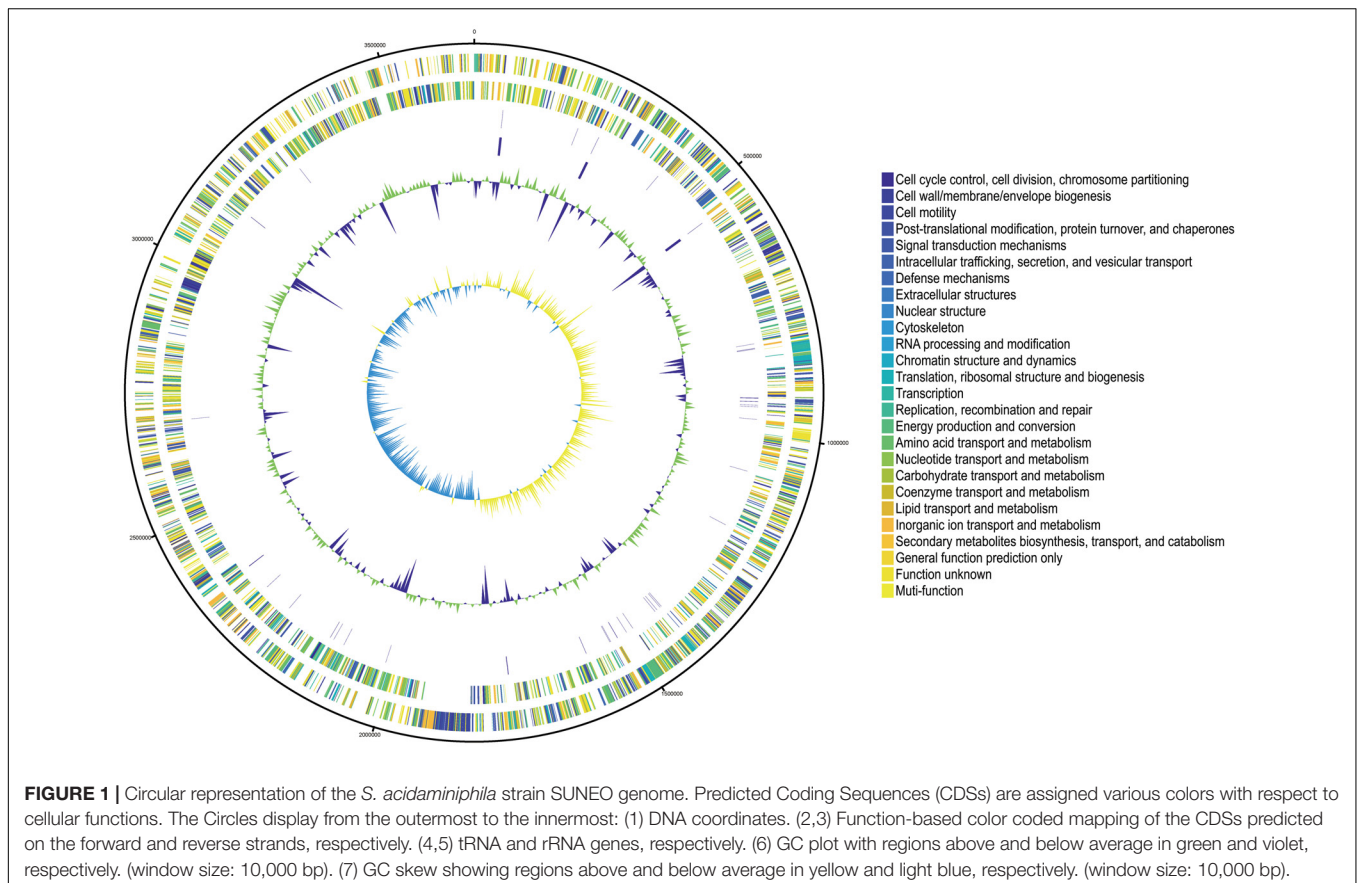 0
3500000
500000
3000000
1000000
2500000
1500000
2000000
Cell cycle control, cell division, chromosome partitioning
Cell wall/membrane/envelope biogenesis
Cell motility
Post-translational modification, protein turnover, and chaperones
Signal transduction mechanisms
Intracellular trafficking, secretion, and vesicular transport
Defense mechanisms
Extracellular structures
Nuclear structure
Cytoskeleton
RNA processing and modification
Chromatin structure and dynamics
Translation, ribosomal structure and biogenesis
Transcription
Replication, recombination and repair
Energy production and conversion
Amino acid transport and metabolism
Nucleotide transport and metabolism
Carbohydrate transport and metabolism
Coenzyme transport and metabolism
Lipid transport and metabolism
Inorganic ion transport and metabolism
Secondary metabolites biosynthesis, transport, and catabolism
General function prediction only
Function unknown
Muti-function
FIGURE 1 | Circular representation of the S. acidaminiphila strain SUNEO genome. Predicted Coding Sequences (CDSs) are assigned various colors with respect to
cellular functions. The Circles display from the outermost to the innermost: (1) DNA coordinates. (2,3) Function-based color coded mapping of the CDSs predicted
on the forward and reverse strands, respectively. (4,5) tRNA and rRNA genes, respectively. (6) GC plot with regions above and below average in green and violet,
respectively. (window size: 10,000 bp). (7) GC skew showing regions above and below average in yellow and light blue, respectively. (window size: 10,000 bp).